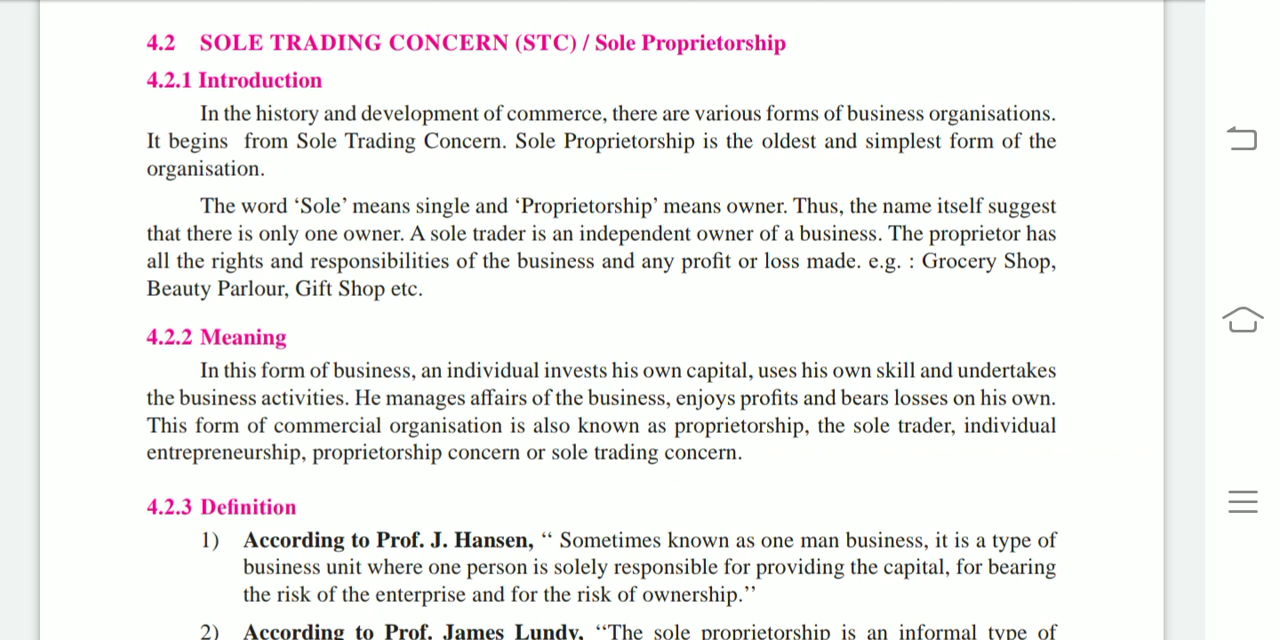 4.2 SOLE TRADING CONCERN (STC) / Sole Proprietorship
4.2.1 Introduction
In the history and development of commerce, there are various forms of business organisations.
It begins from Sole Trading Concern. Sole Proprietorship is the oldest and simplest form of the
organisation.
The word ‘Sole’ means single and ‘Proprietorship’ means owner. Thus, the name itself suggest
that there is only one owner. A sole trader is an independent owner of a business. The proprietor has
all the rights and responsibilities of the business and any profit or loss made. e.g. : Grocery Shop,
Beauty Parlour, Gift Shop etc.
4.2.2 Meaning
In this form of business, an individual invests his own capital, uses his own skill and undertakes
the business activities. He manages affairs of the business, enjoys profits and bears losses on his own.
This form of commercial organisation is also known as proprietorship, the sole trader, individual
entrepreneurship, proprietorship concern or sole trading concern.
4.2.3 Definition
1) According to Prof. J. Hansen, ‘‘ Sometimes known as one man business, it is a type of
business unit where one person is solely responsible for providing the capital, for bearing
the risk of the enterprise and for the risk of ownership.’’
2) According to Prof. James Lundy, ‘‘The sole proprietorship is an informal type of